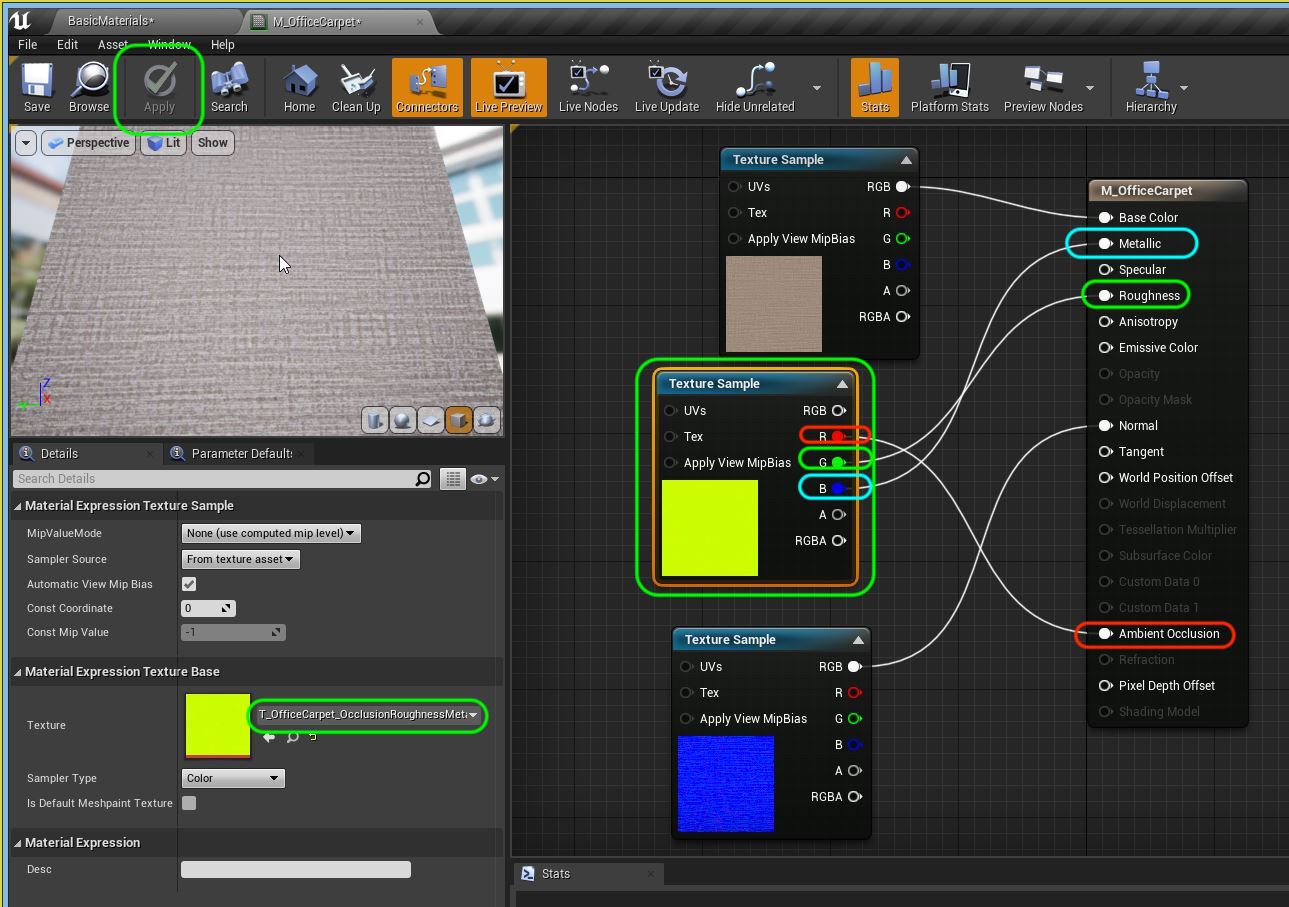 BasicMaterials*
M_OfficeCarpet*
File Edit Asset Window Help
Save Browse Apply Search Home Clean Up Connectors Live Preview Live Nodes Live Update Hide Unrelated Stats Platform Stats Preview Nodes Hierarchy
Perspective Lit Show
Z
X
Texture Sample
UVs RGB
Tex R
Apply View MipBias G
B
A
RGBA
M_OfficeCarpet
Base Color
Metallic
Specular
Roughness
Anisotropy
Emissive Color
Opacity
Opacity Mask
Normal
Tangent
World Position Offset
World Displacement
Tessellation Multiplier
Subsurface Color
Custom Data 0
Custom Data 1
Ambient Occlusion
Refraction
Pixel Depth Offset
Shading Model
Texture Sample
UVs RGB
Tex R
Apply View MipBias G
B
A
RGBA
Texture Sample
UVs RGB
Tex R
Apply View MipBias G
B
A
RGBA
Details Parameter Defaults
Search Details
Material Expression Texture Sample
MipValueMode None (use computed mip level)
Sampler Source From texture asset
Automatic View Mip Bias
Const Coordinate 0
Const Mip Value -1
Material Expression Texture Base
Texture T_OfficeCarpet_OcclusionRoughnessMeta
Sampler Type Color
Is Default Meshpaint Texture
Material Expression
Desc
Stats